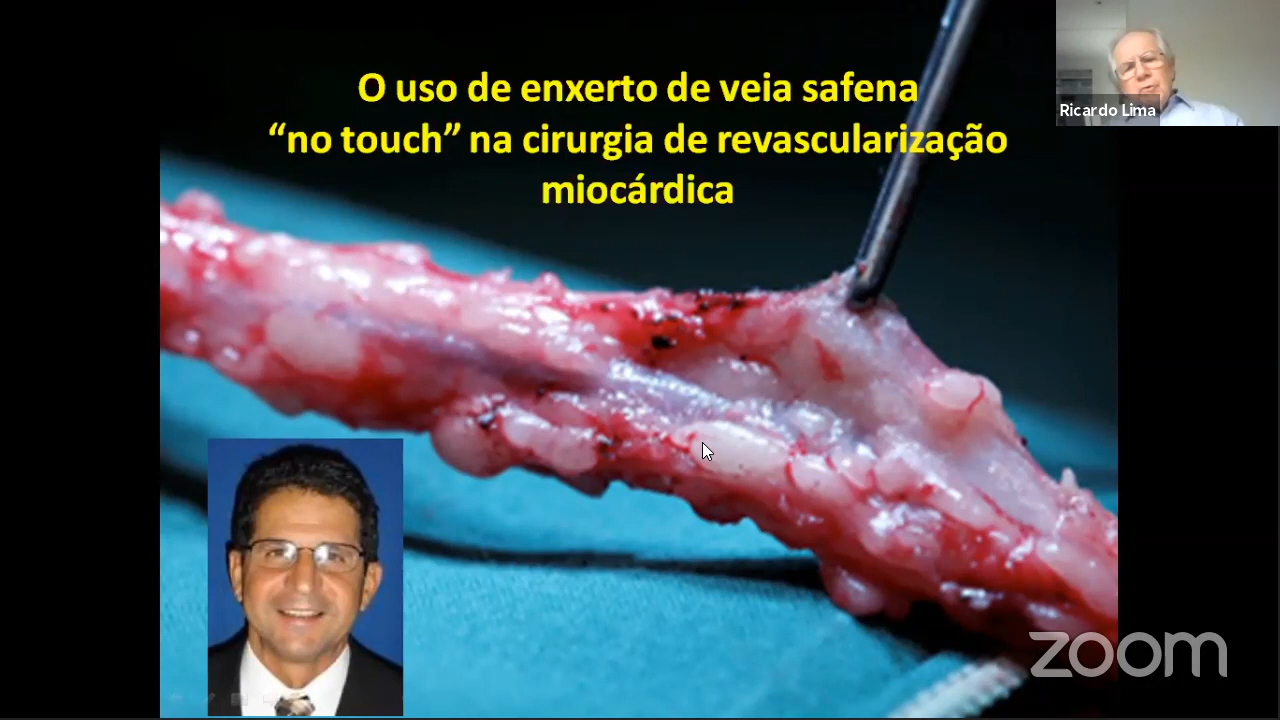 O uso de enxerto de veia safena
“no touch” na cirurgia de revascularização
miocárdica
Ricardo Lima
zoom